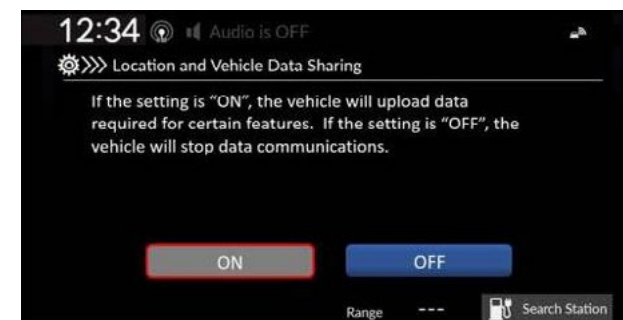 12:34 Audio is OFF
>>> Location and Vehicle Data Sharing
If the setting is “ON”, the vehicle will upload data
required for certain features. If the setting is “OFF”, the
vehicle will stop data communications.
ON OFF
Range --- Search Station